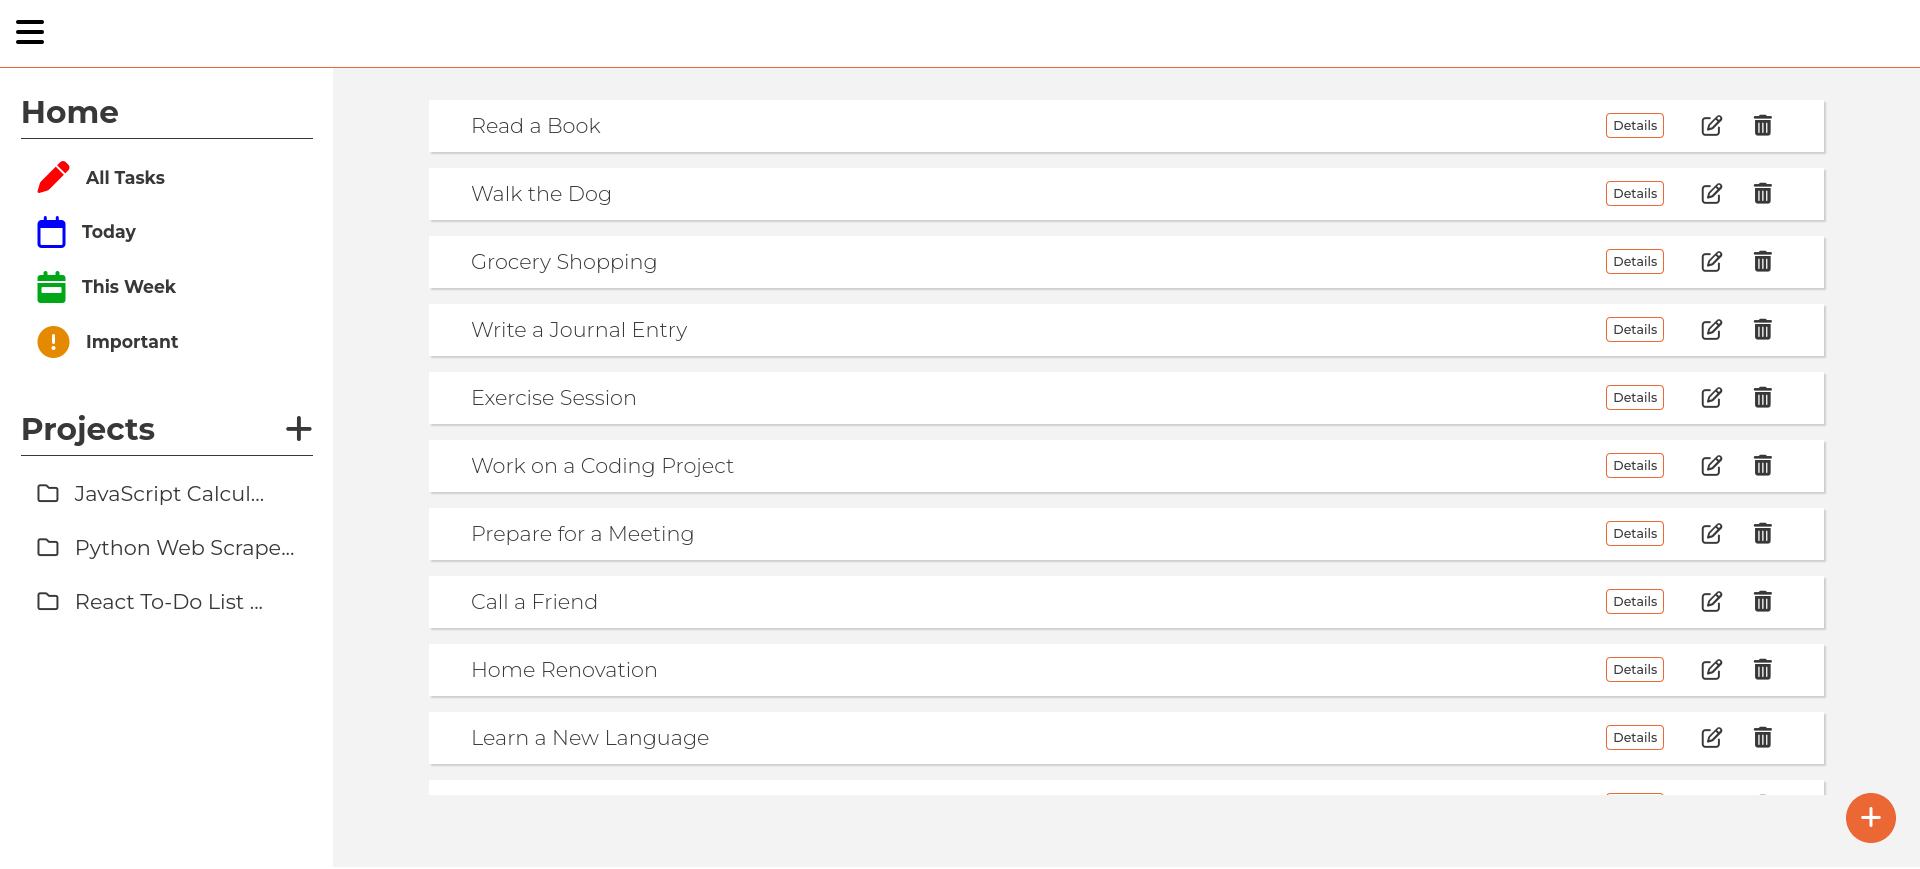 Home
All Tasks
Today
This Week
Important
Projects
JavaScript Calcul...
Python Web Scrape...
React To-Do List ...
Read a Book Details
Walk the Dog Details
Grocery Shopping Details
Write a Journal Entry Details
Exercise Session Details
Work on a Coding Project Details
Prepare for a Meeting Details
Call a Friend Details
Home Renovation Details
Learn a New Language Details